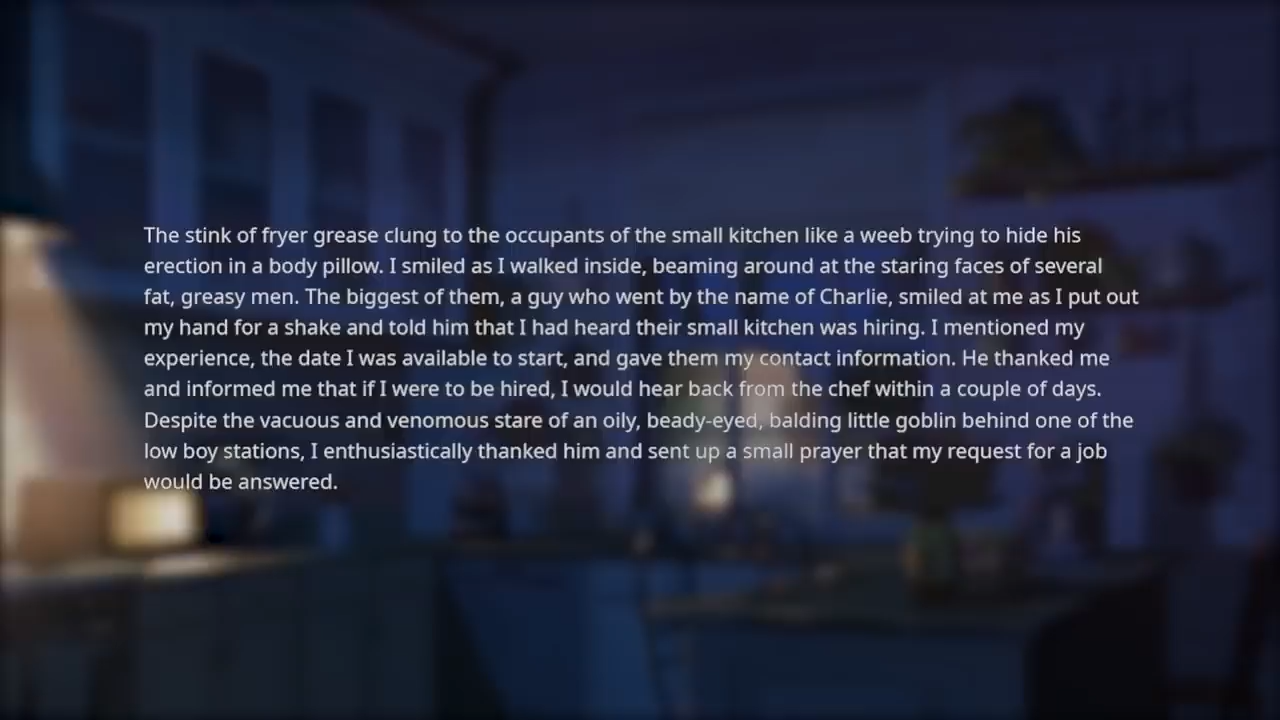 The stink of fryer grease clung to the occupants of the small kitchen like a weeb trying to hide his
erection in a body pillow. I smiled as I walked inside, beaming around at the staring faces of several
fat, greasy men. The biggest of them, a guy who went by the name of Charlie, smiled at me as I put out
my hand for a shake and told him that I had heard their small kitchen was hiring. I mentioned my
experience, the date I was available to start, and gave them my contact information. He thanked me
and informed me that if I were to be hired, I would hear back from the chef within a couple of days.
Despite the vacuous and venomous stare of an oily, beady-eyed, balding little goblin behind one of the
low boy stations, I enthusiastically thanked him and sent up a small prayer that my request for a job
would be answered.